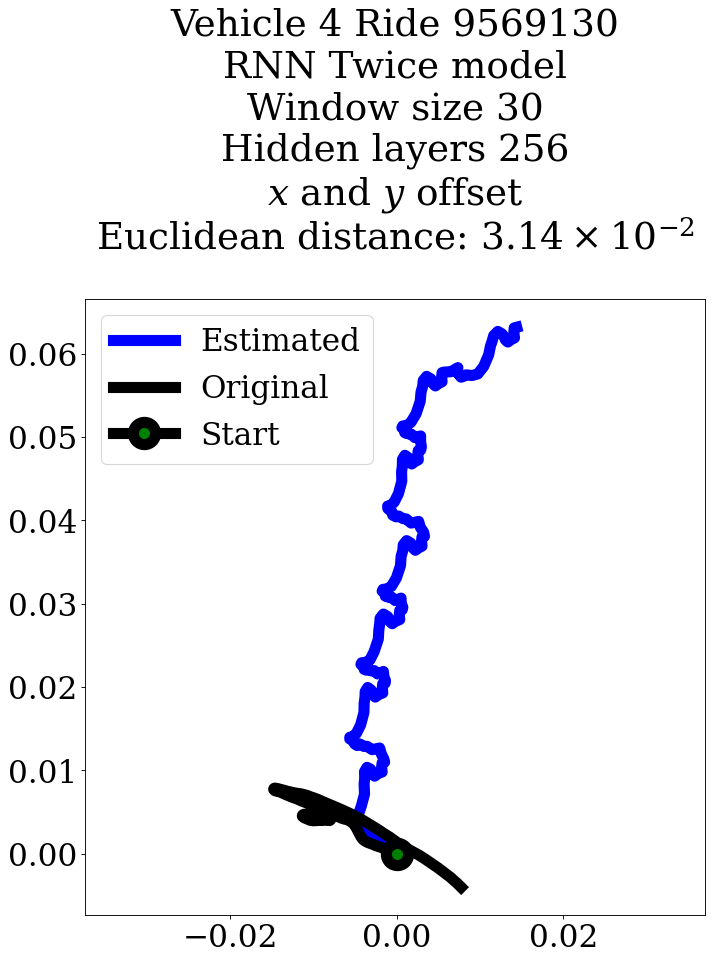 Vehicle 4 Ride 9569130
RNN Twice model
Window size 30
Hidden layers 256
x and y offset
Euclidean distance: 3.14 × 10⁻²
Estimated
Original
Start
0.06
0.05
0.04
0.03
0.02
0.01
0.00
−0.02
0.00
0.02